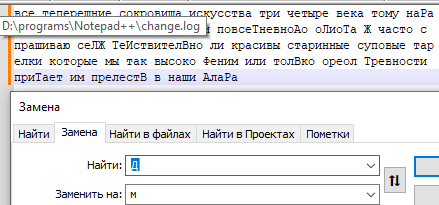 все теперешние сокровища искусства три четыре века тому наРа
D:\programs\Notepad++\change.log
и повсеТневноАо оЛиоТа Ж часто с
прашиваю сеЛЖ ТеЙствителВно ли красивы старинные суповые тар
елки которые мы так высоко Феним или толВко ореол Тревности
приТает им прелестВ в наши АлаРа
Замена
Найти Замена Найти в файлах Найти в Проектах Пометки
Найти: Д
Заменить на: м